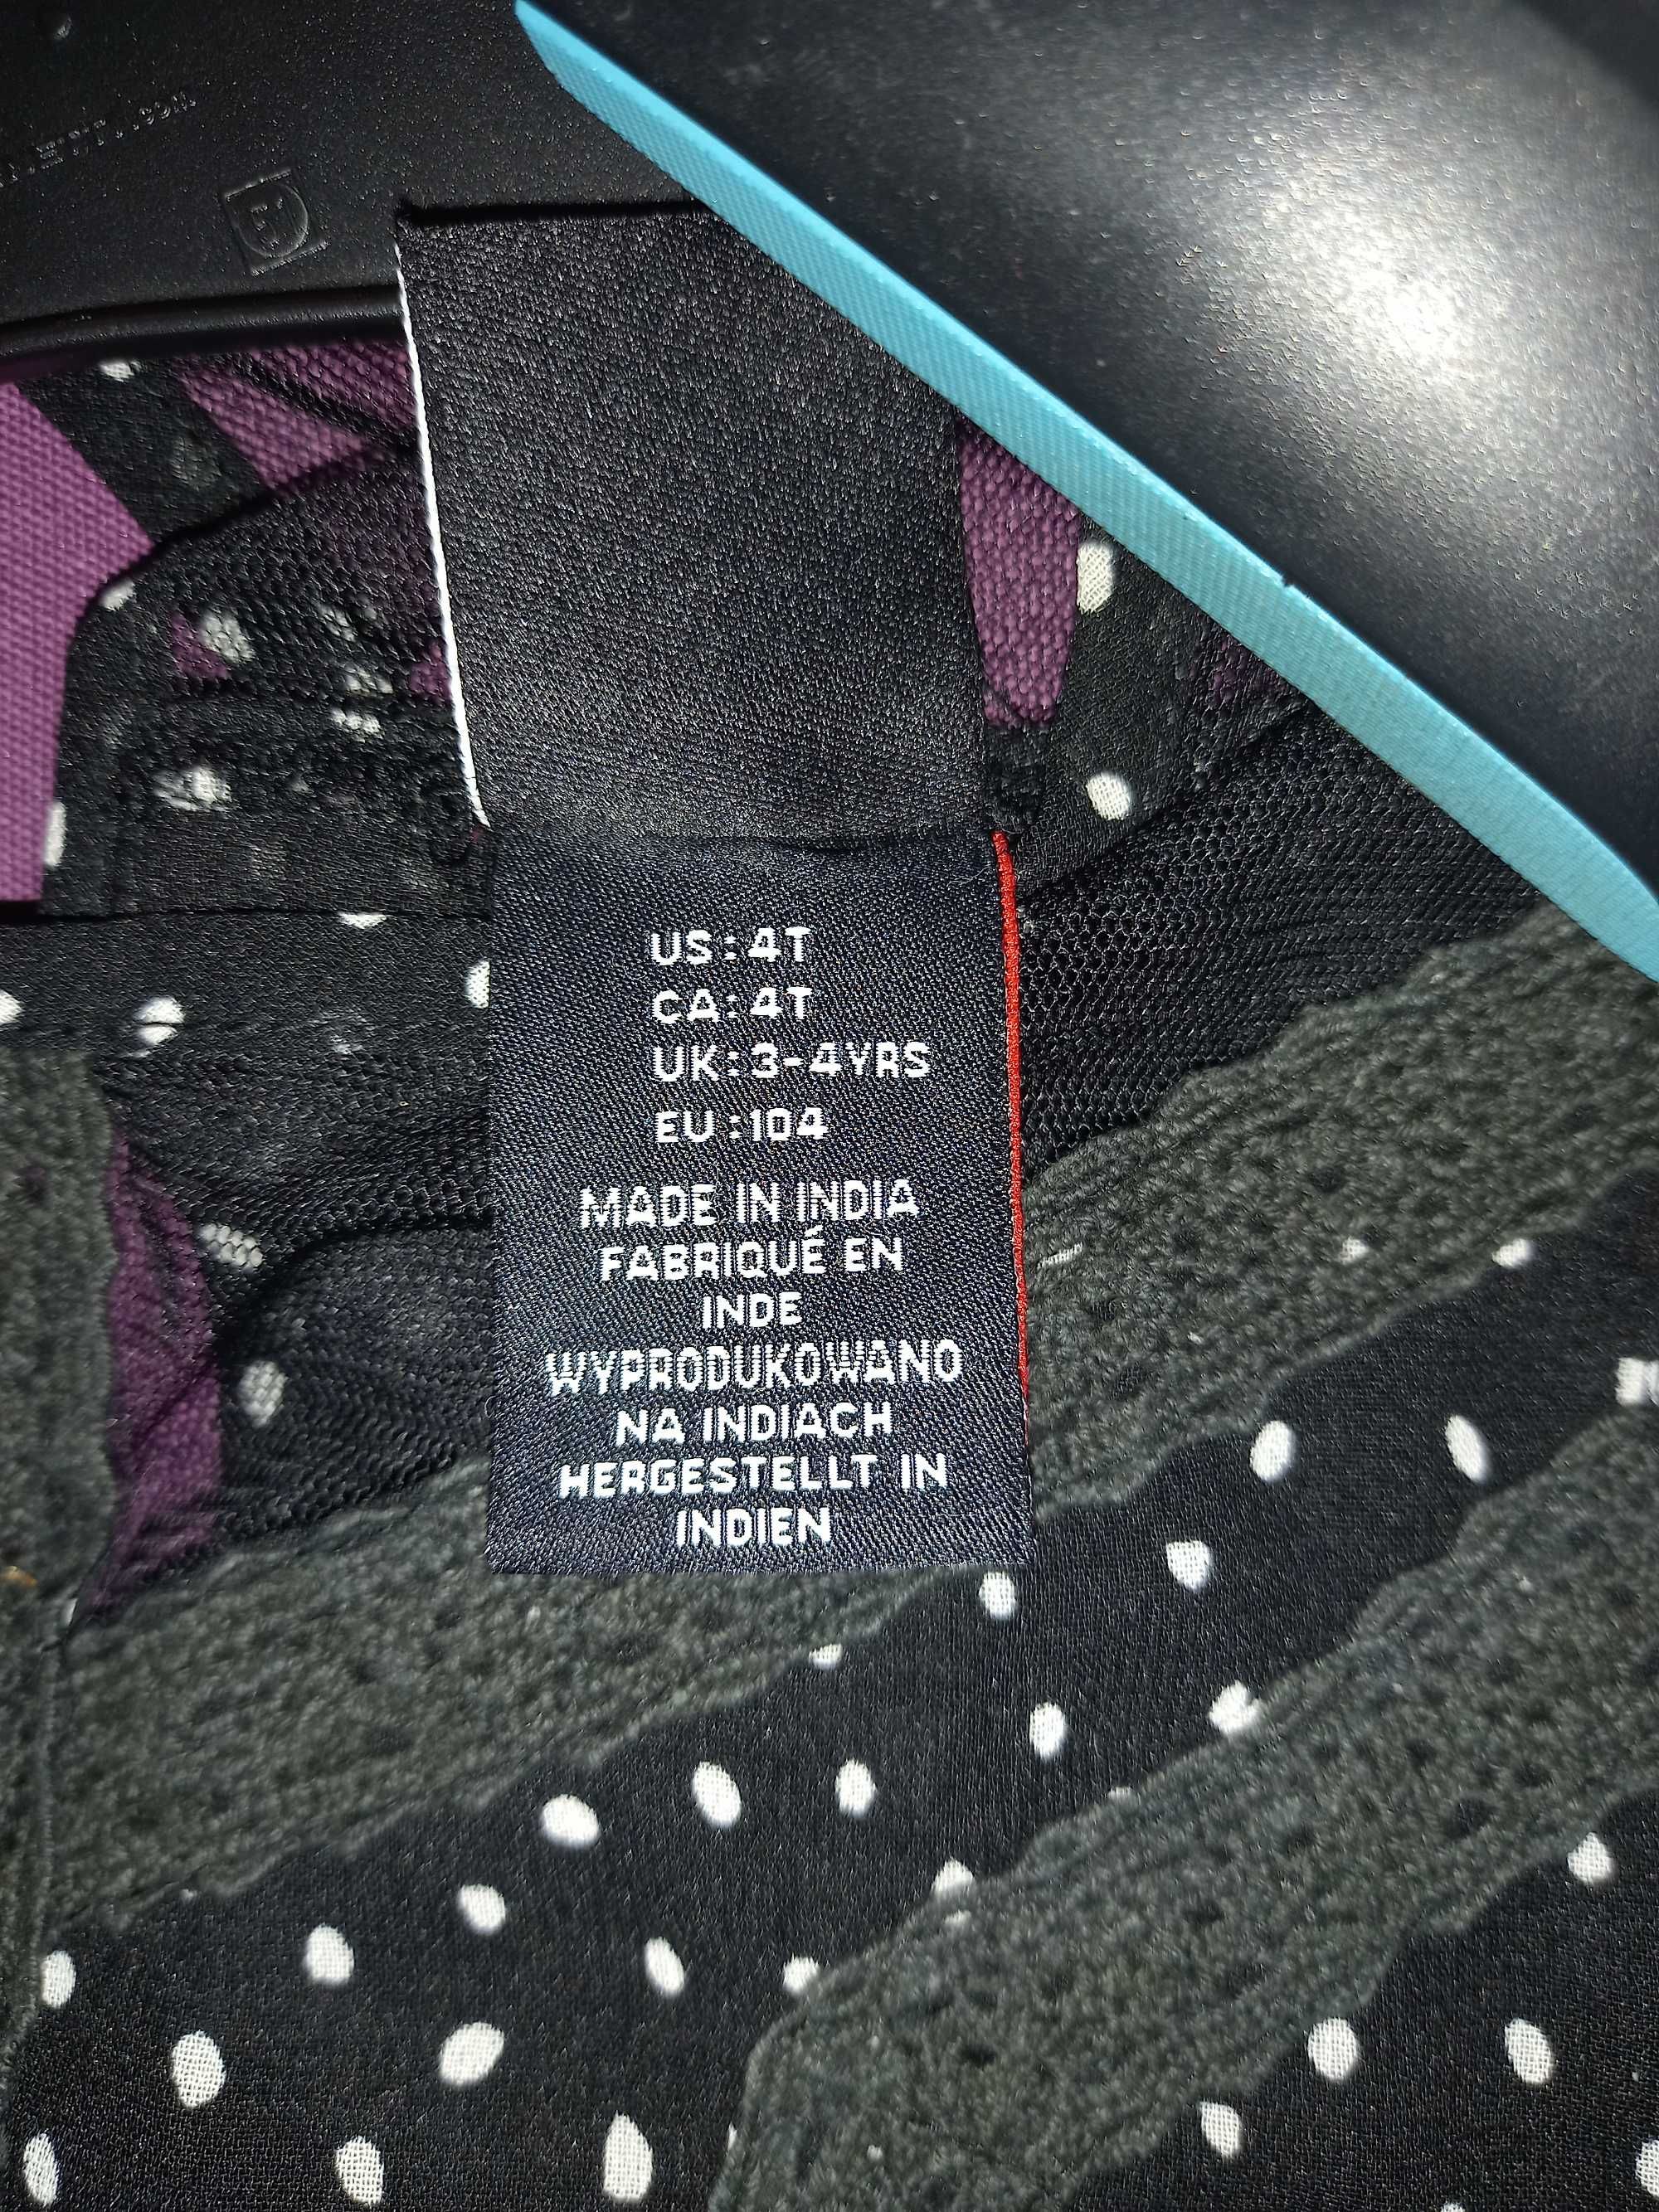 US:4T
CA:4T
UK:3-4YRS
EU:104
MADE IN INDIA
FABRIQUÉ EN
INDE
WYPRODUKOWANO
NA INDIACH
HERGESTELLT IN
INDIEN